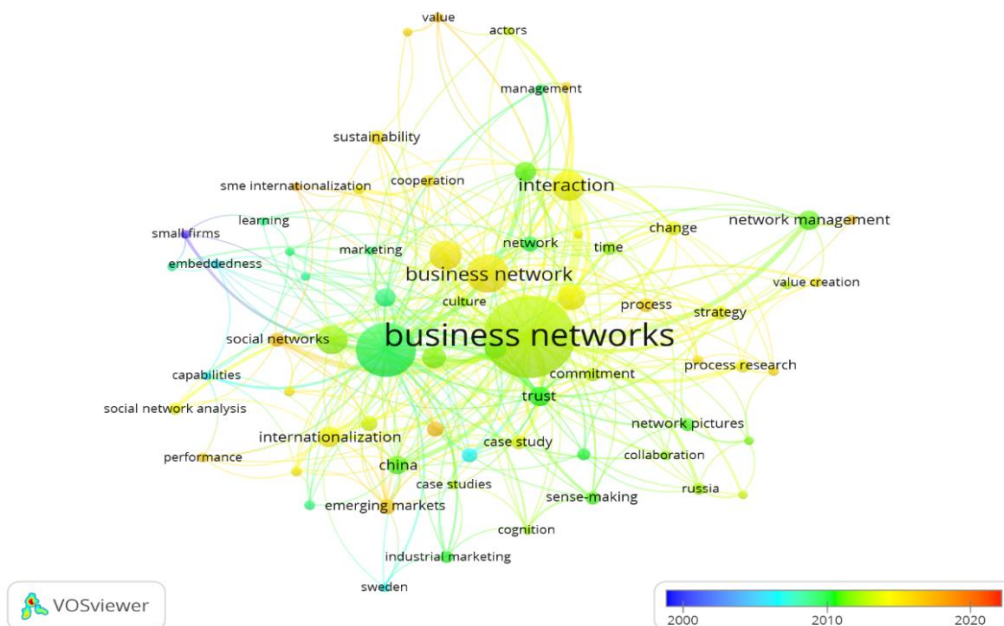 value
actors
management
sustainability
interaction
sme internationalization
cooperation
learning
network management
small firms
change
marketing
network
time
embeddedness
business network
value creation
culture
process
strategy
business networks
social networks
process research
capabilities
commitment
trust
social network analysis
network pictures
internationalization
case study
performance
china
collaboration
case studies
russia
sense-making
emerging markets
cognition
industrial marketing
sweden
VOSviewer
2000
2010
2020